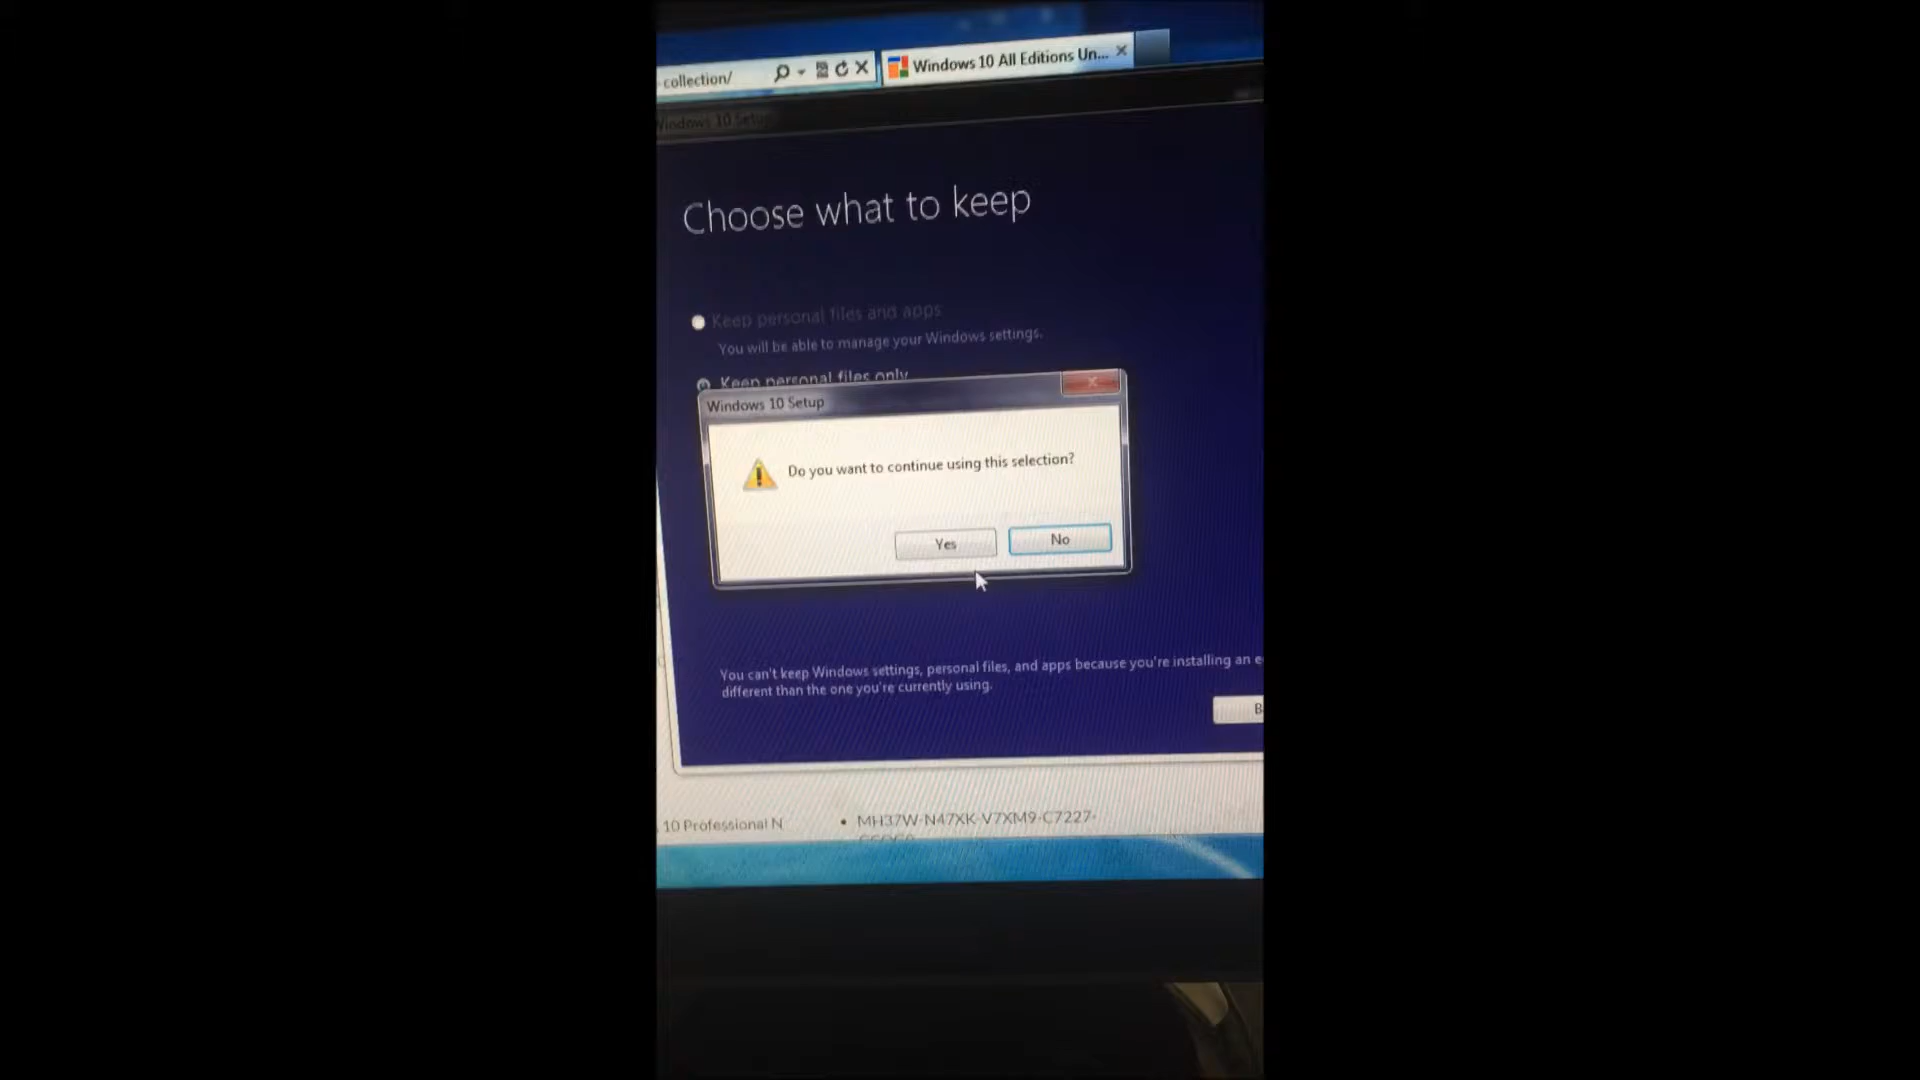 collection/
Windows 10 All Editions Un...
Windows 10 Setup
Choose what to keep
Keep personal files and apps
You will be able to manage your Windows settings.
Keep personal files only
Windows 10 Setup
Do you want to continue using this selection?
Yes
No
You can't keep Windows settings, personal files, and apps because you're installing an e
different than the one you're currently using.
B
10 Professional N
• MH37W-N47XK-V7XM9-C7227-